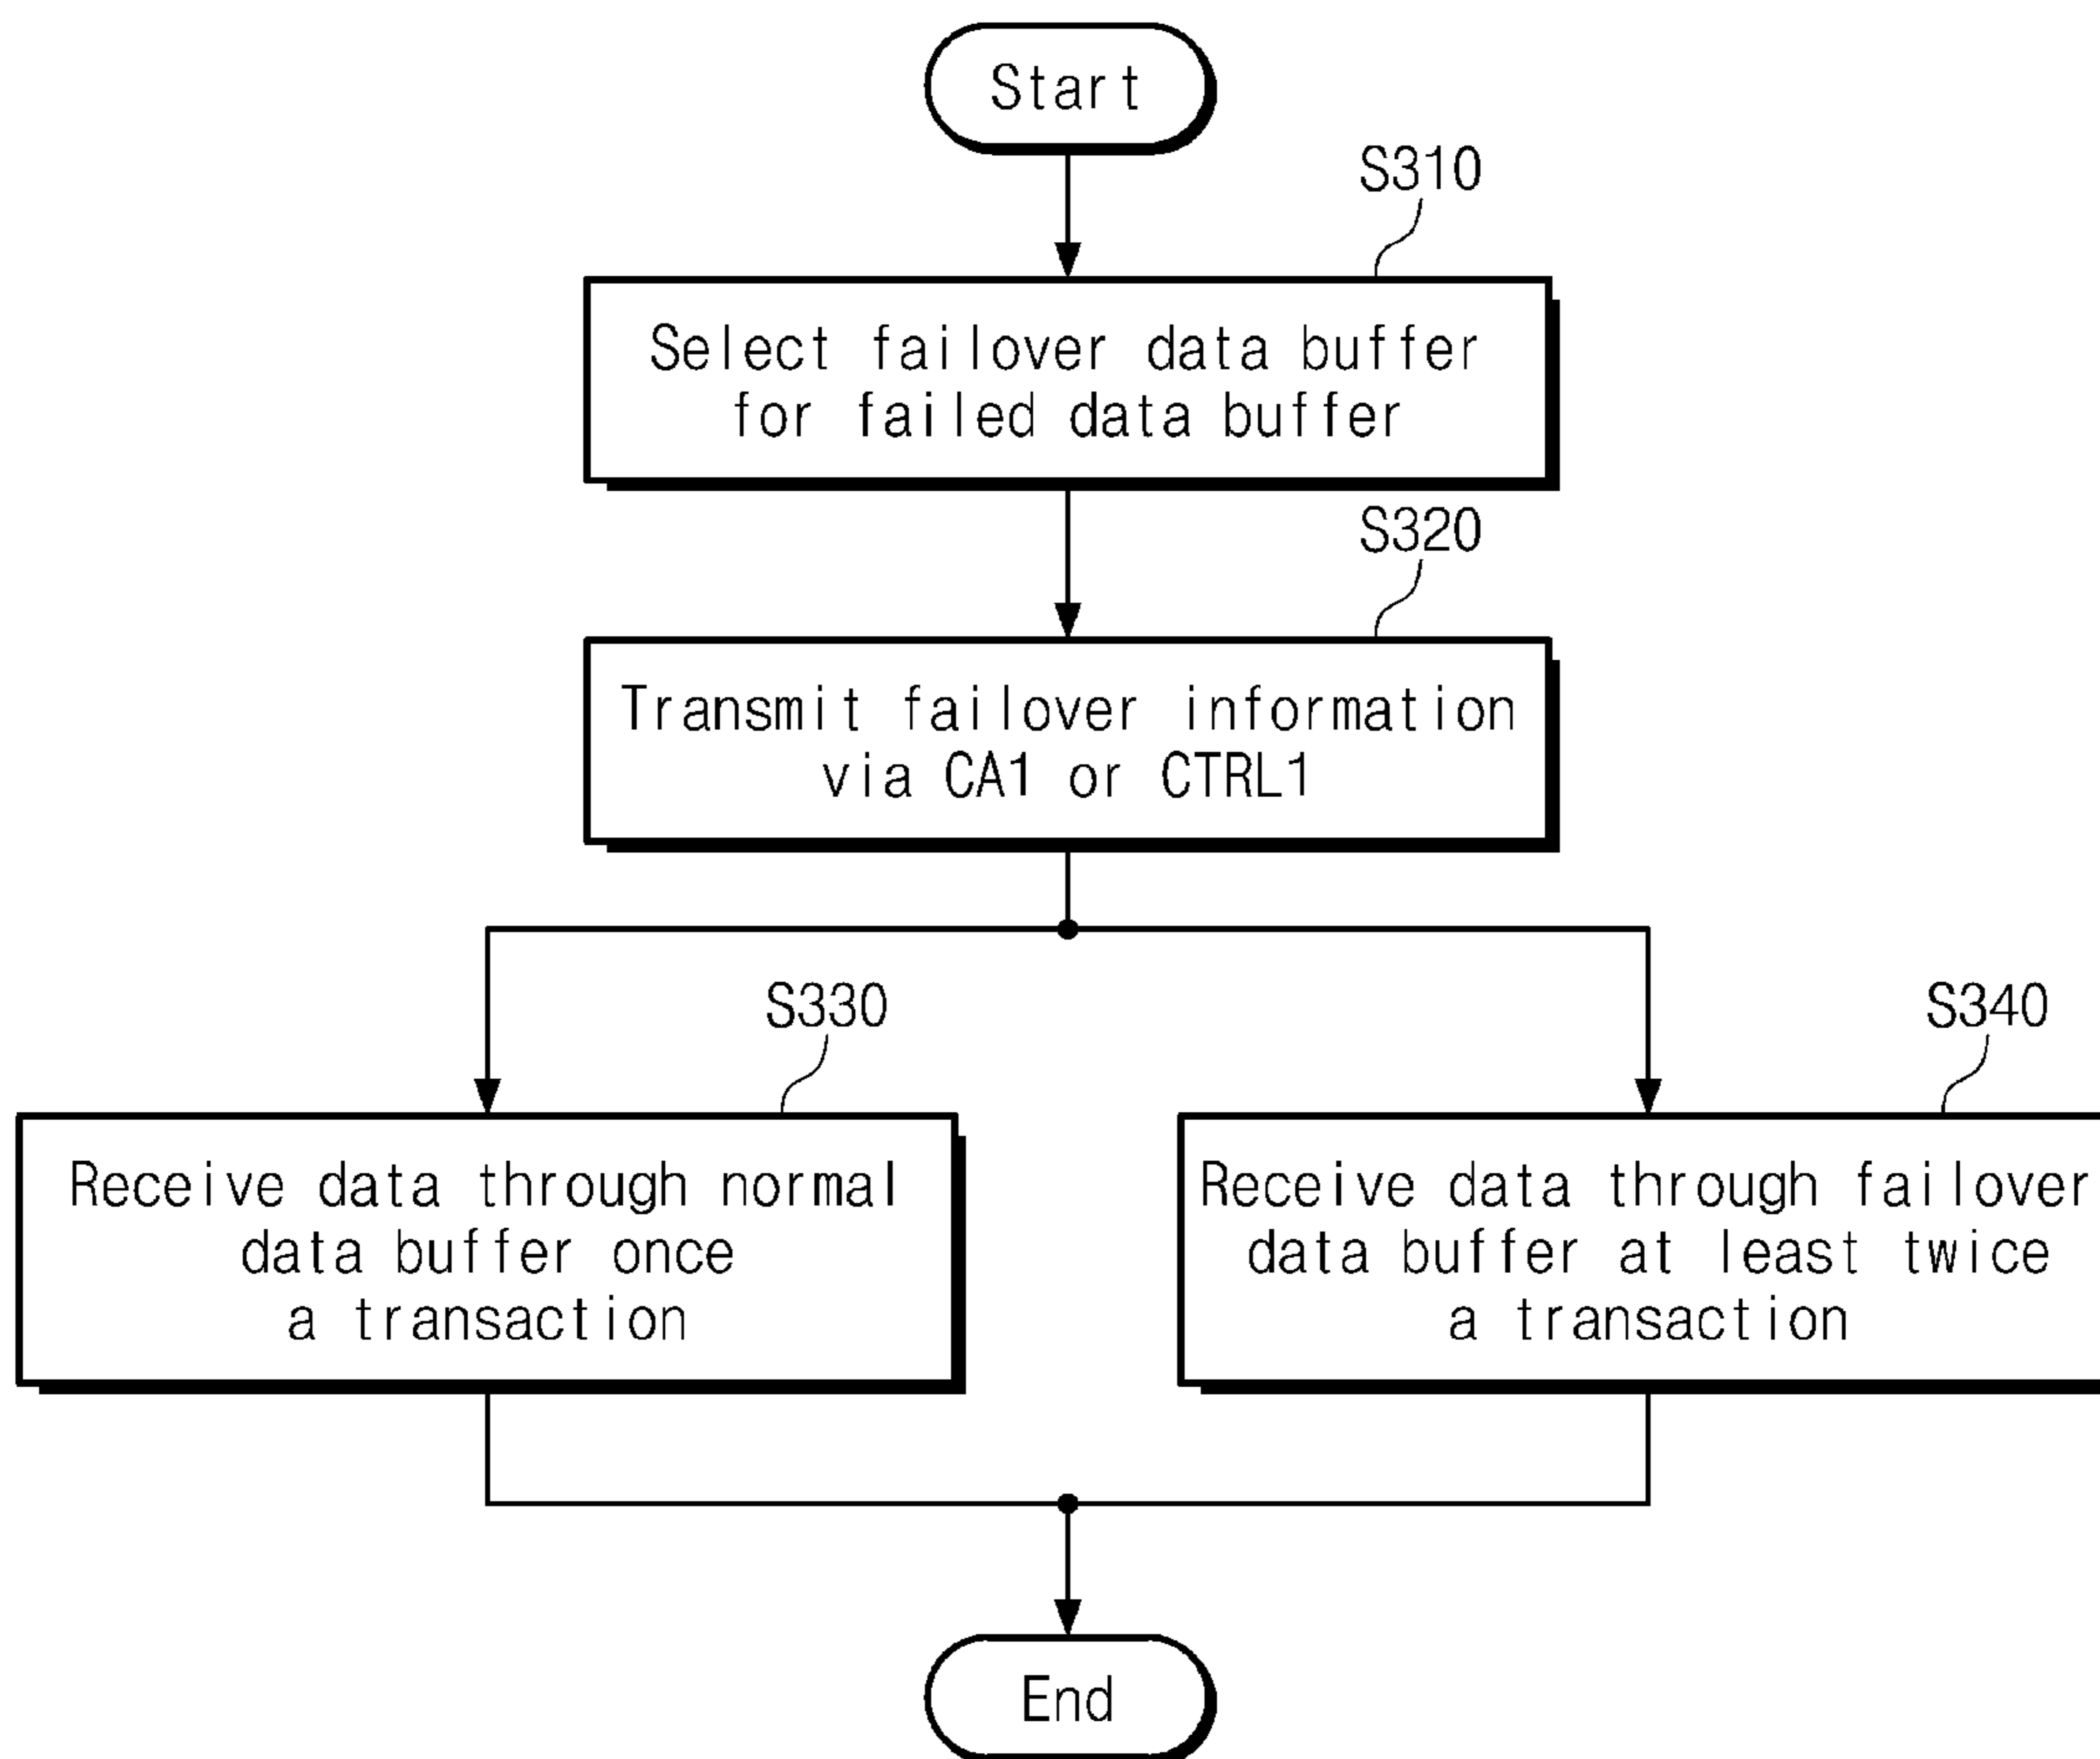 Start
S310
Select failover data buffer
for failed data buffer
S320
Transmit failover information
via CA1 or CTRL1
S330
Receive data through normal
data buffer once
a transaction
S340
Receive data through failover
data buffer at least twice
a transaction
End